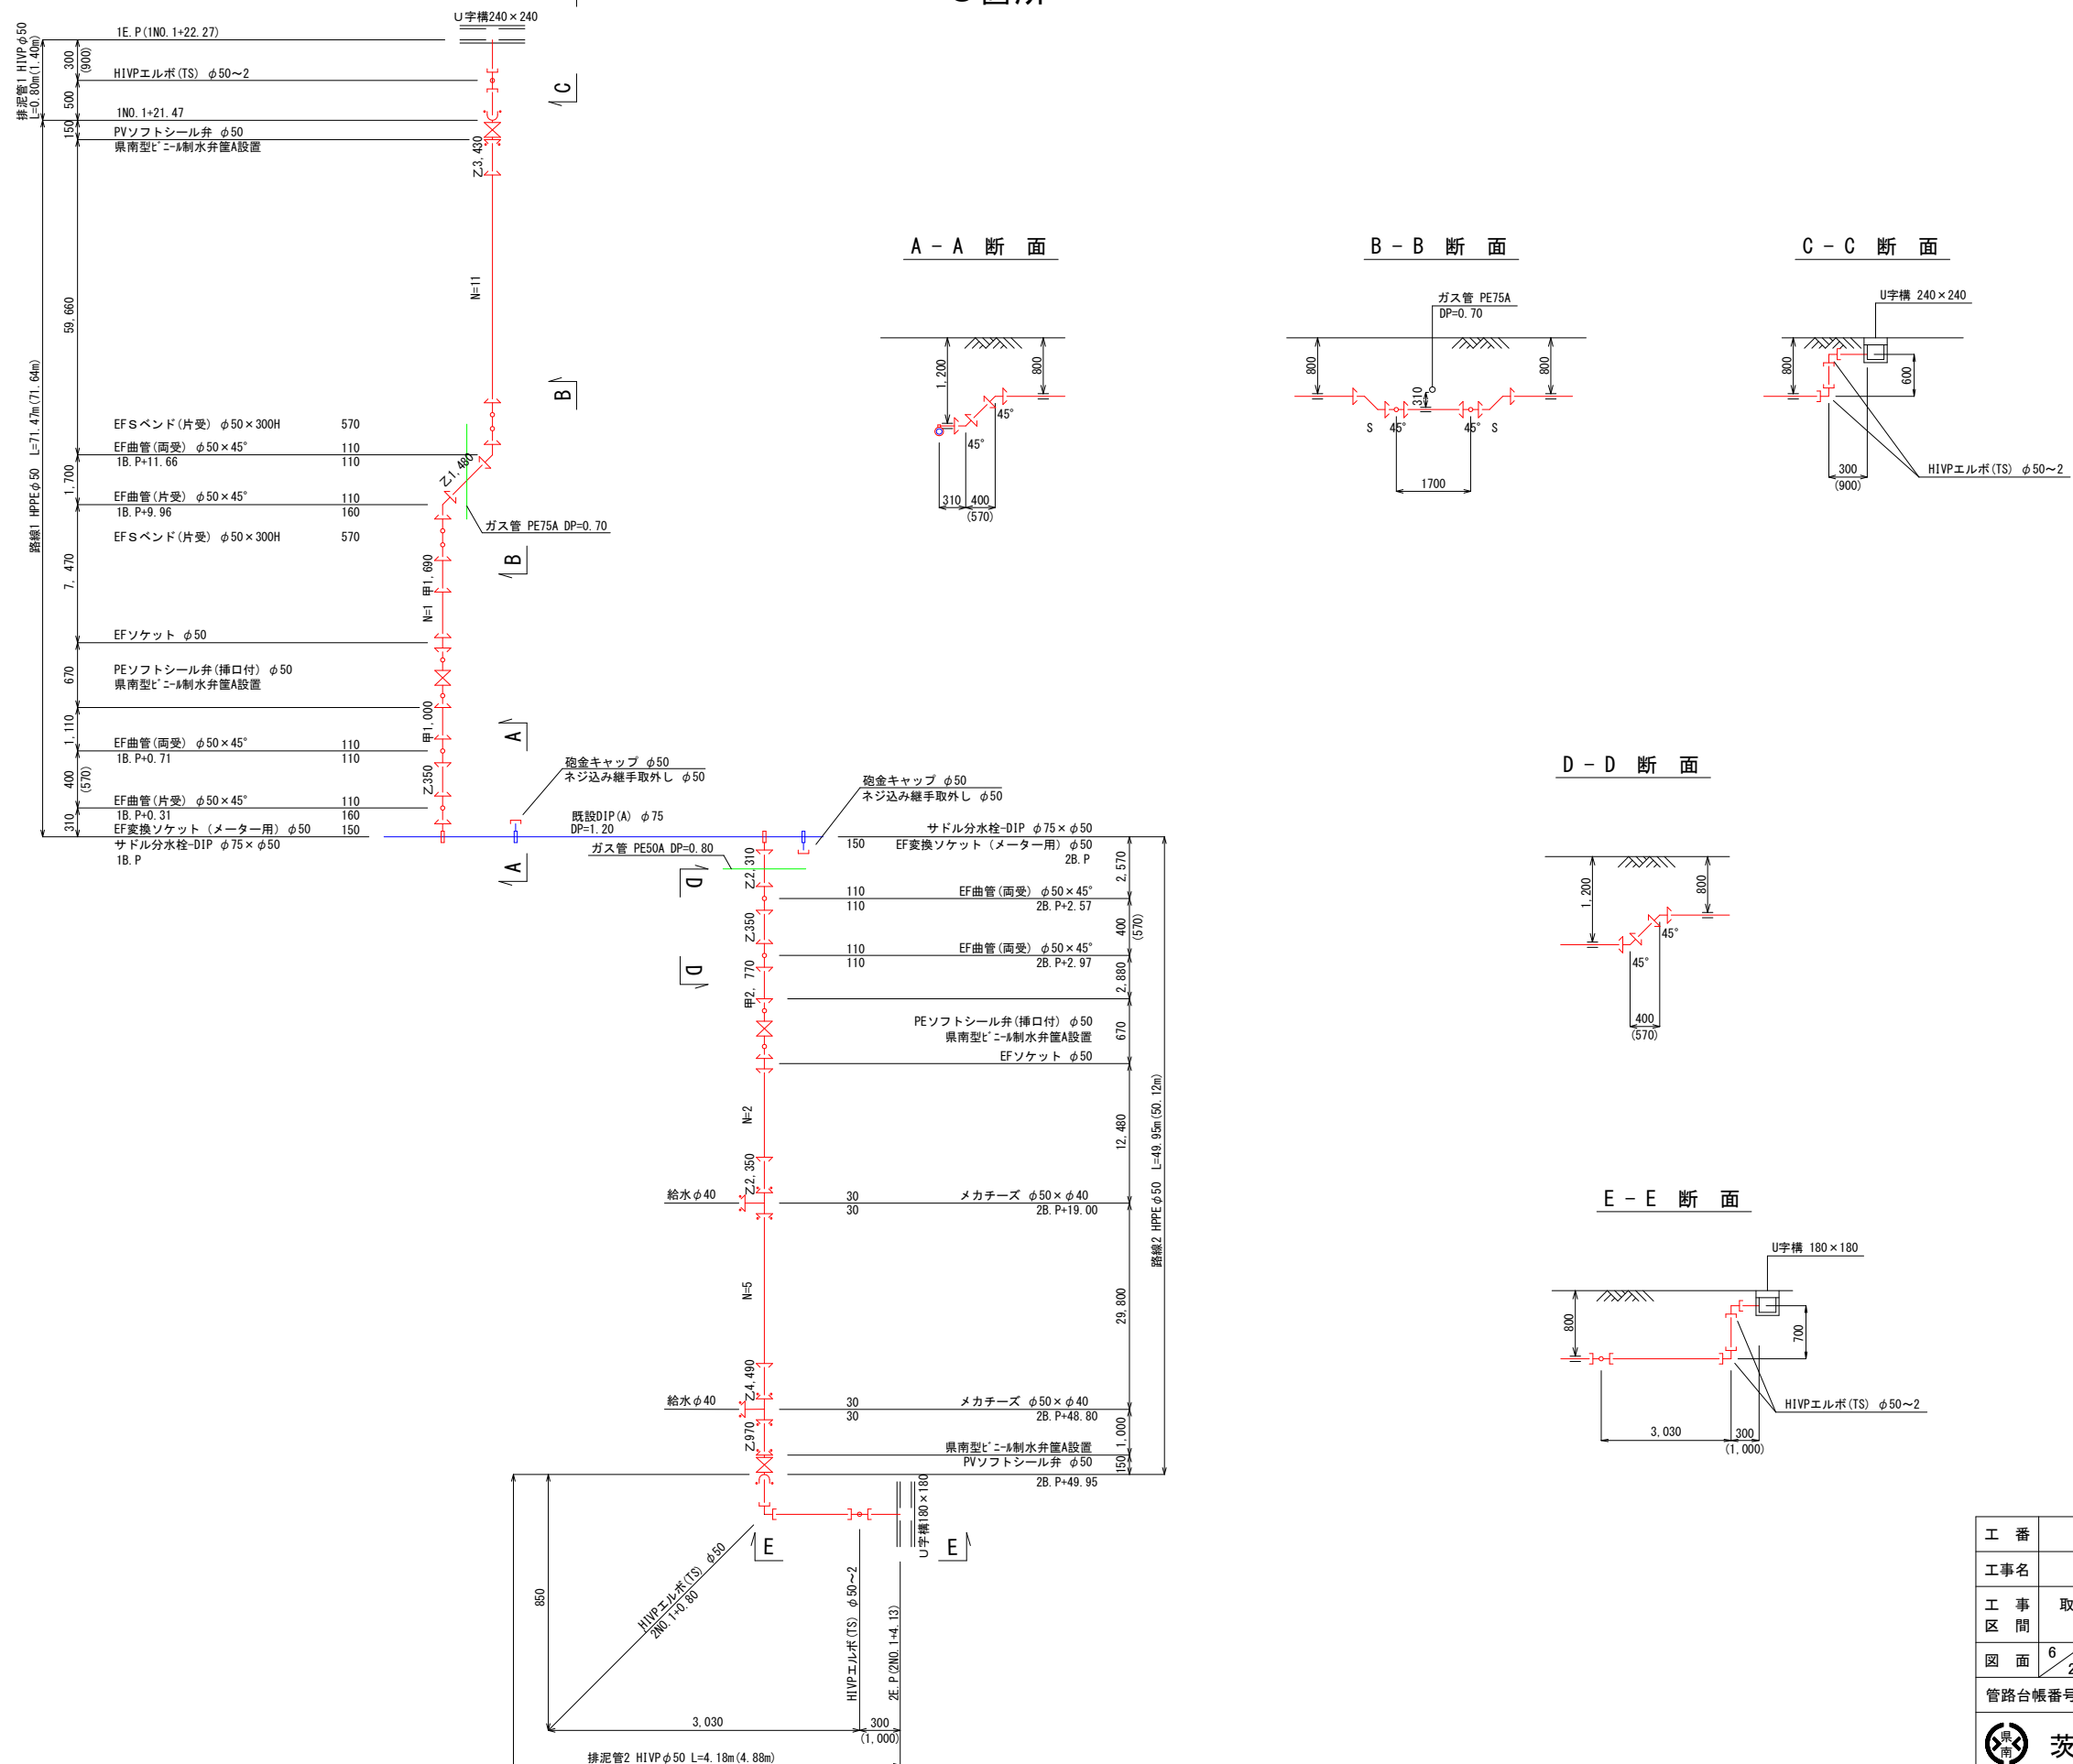 U字構240×240
1E.P(1NO.1+22.27)
排泥管1 HIVPφ50
L=0.80m(1.40m)
300
(900)
HIVPエルボ(TS) φ50~2
500
1NO.1+21.47
150
PVソフトシール弁 φ50
県南型ビニール制水弁筐A設置
乙3,430
C
59,660
N=11
B
路線1 HPPEφ50 L=71.47m(71.64m)
EFSベンド(片受) φ50×300H 570
EF曲管(両受) φ50×45° 110
1B.P+11.66 110
1,700
乙1,480
EF曲管(片受) φ50×45° 110
1B.P+9.96 160
ガス管 PE75A DP=0.70
EFSベンド(片受) φ50×300H 570
B
7,470
甲1,690
N=1
EFソケット φ50
PEソフトシール弁(挿口付) φ50
県南型ビニール制水弁筐A設置
670
甲1,000
1,110
A
EF曲管(両受) φ50×45° 110
1B.P+0.71 110
400
(570)
乙350
EF曲管(片受) φ50×45° 110
1B.P+0.31 160
310
EF変換ソケット(メーター用) φ50 150
サドル分水栓-DIP φ75×φ50
1B.P
A
砲金キャップ φ50
ネジ込み継手取外し φ50
既設DIP(A) φ75
DP=1.20
ガス管 PE50A DP=0.80
砲金キャップ φ50
ネジ込み継手取外し φ50
サドル分水栓-DIP φ75×φ50
150 EF変換ソケット(メーター用) φ50
2B.P
乙2,310
2,570
D
110 EF曲管(両受) φ50×45°
110 2B.P+2.57
乙350
400
(570)
110 EF曲管(両受) φ50×45°
110 2B.P+2.97
D
甲2,770
2,880
PEソフトシール弁(挿口付) φ50
県南型ビニール制水弁筐A設置
670
EFソケット φ50
N=2
12,480
路線2 HPPEφ50 L=49.95m(50.12m)
乙2,350
給水φ40
30 メカチーズ φ50×φ40
30 2B.P+19.00
N=5
29,800
乙4,490
給水φ40
30 メカチーズ φ50×φ40
30 2B.P+48.80
乙970
1,000
県南型ビニール制水弁筐A設置
PVソフトシール弁 φ50
150
2B.P+49.95
U字構180×180
E
E
850
HIVPエルボ(TS) φ50
2NO.1+0.80
HIVPエルボ(TS) φ50~2
2E.P(2NO.1+4.13)
3,030
300
(1,000)
排泥管2 HIVPφ50 L=4.18m(4.88m)
A-A 断 面
1,200
800
45°
45°
310
400
(570)
B-B 断 面
ガス管 PE75A
DP=0.70
800
310
800
S 45° 45° S
1700
C-C 断 面
U字構 240×240
800
600
300
(900)
HIVPエルボ(TS) φ50~2
D-D 断 面
1,200
800
45°
45°
400
(570)
E-E 断 面
U字構 180×180
800
700
HIVPエルボ(TS) φ50~2
3,030
300
(1,000)
工 番
工事名
工 事
区 間
取
図 面
6
2
管路台帳番号
県南
茨